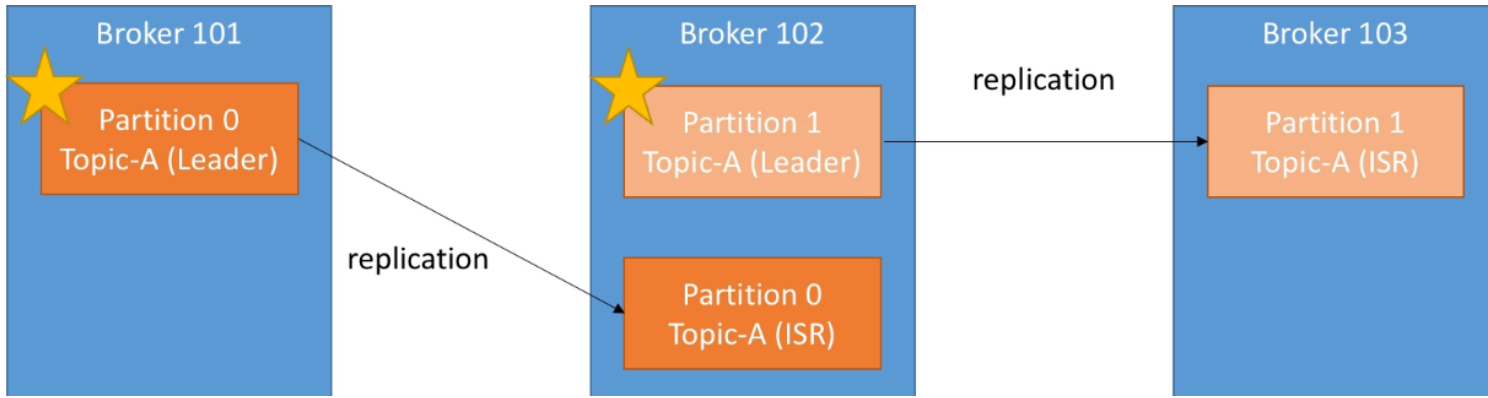 Broker 101
Partition 0
Topic-A (Leader)
replication
Broker 102
Partition 1
Topic-A (Leader)
Partition 0
Topic-A (ISR)
replication
Broker 103
Partition 1
Topic-A (ISR)